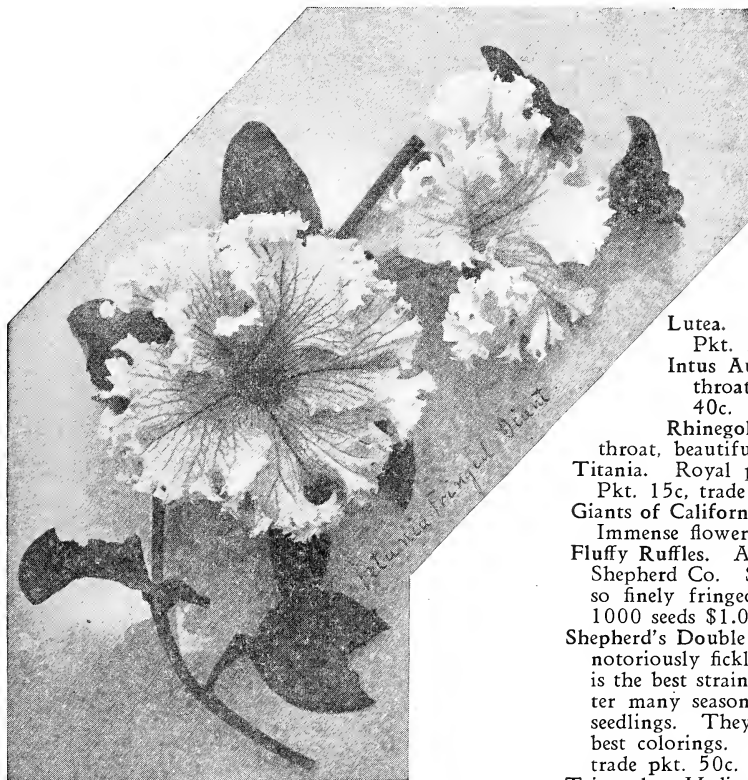 Petunia Fringed Giant
Lutea.
Pkt.
Intus Au
throat
40c.
Rhinegol
throat, beautifu
Titania. Royal p
Pkt. 15c, trade
Giants of Californ
Immense flower
Fluffy Ruffles. A
Shepherd Co. S
so finely fringed
1000 seeds $1.0
Shepherd's Double
notoriously fickl
is the best strain
ter many season
seedlings. They
best colorings.
trade pkt. 50c.